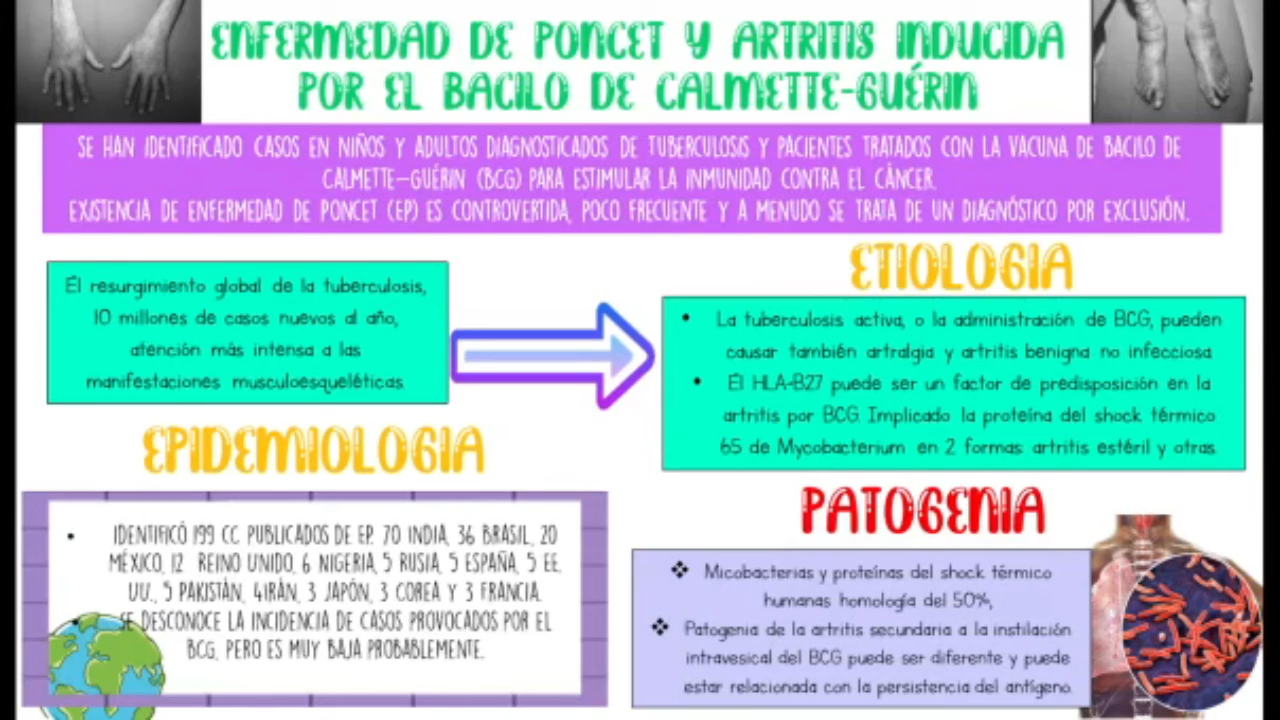 ENFERMEDAD DE PONCET Y ARTRITIS INDUCIDA
POR EL BACILO DE CALMETTE-GUÉRIN
SE HAN IDENTIFICADO CASOS EN NIÑOS Y ADULTOS DIAGNOSTICADOS DE TUBERCULOSIS Y PACIENTES TRATADOS CON LA VACUNA DE BACILO DE
CALMETTE-GUÉRIN (BCG) PARA ESTIMULAR LA INMUNIDAD CONTRA EL CÁNCER.
EXISTENCIA DE ENFERMEDAD DE PONCET (EP) ES CONTROVERTIDA, POCO FRECUENTE Y A MENUDO SE TRATA DE UN DIAGNÓSTICO POR EXCLUSIÓN.
El resurgimiento global de la tuberculosis,
10 millones de casos nuevos al año,
atención más intensa a las
manifestaciones musculoesqueléticas
ETIOLOGIA
• La tuberculosis activa, o la administración de BCG, pueden
causar también artralgia y artritis benigna no infecciosa
• El HLA-B27 puede ser un factor de predisposición en la
artritis por BCG. Implicado la proteína del shock térmico
65 de Mycobacterium en 2 formas artritis estéril y otras.
EPIDEMIOLOGIA
• IDENTIFICÓ 199 CC PUBLICADOS DE EP. 70 INDIA, 36 BRASIL, 20
MÉXICO, 12 REINO UNIDO, 6 NIGERIA, 5 RUSIA, 5 ESPAÑA, 5 EE.
UU., 5 PAKISTÁN, 4IRÁN, 3 JAPÓN, 3 COREA Y 3 FRANCIA.
• SE DESCONOCE LA INCIDENCIA DE CASOS PROVOCADOS POR EL
BCG, PERO ES MUY BAJA PROBABLEMENTE.
PATOGENIA
❖ Micobacterias y proteínas del shock térmico
humanas homología del 50%,
❖ Patogenia de la artritis secundaria a la instilación
intravesical del BCG puede ser diferente y puede
estar relacionada con la persistencia del antígeno.